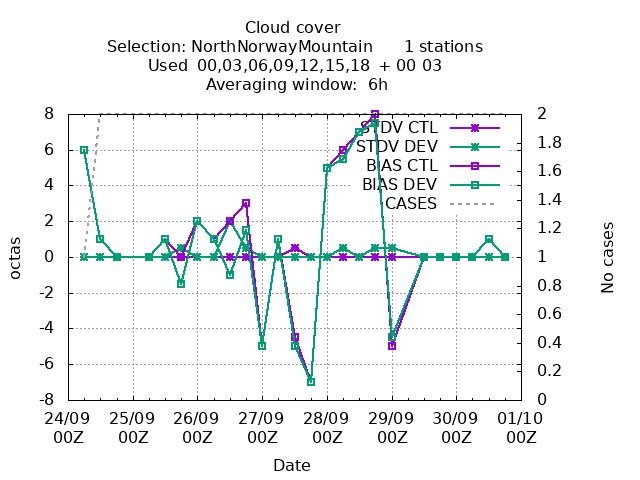 Cloud cover
Selection: NorthNorwayMountain 1 stations
Used 00,03,06,09,12,15,18 + 00 03
Averaging window: 6h
8
6
4
2
0
-2
-4
-6
-8
octas
2
1.8
1.6
1.4
1.2
1
0.8
0.6
0.4
0.2
0
No cases
STDV CTL
STDV DEV
BIAS CTL
BIAS DEV
CASES
24/09 25/09 26/09 27/09 28/09 29/09 30/09 01/10
00Z 00Z 00Z 00Z 00Z 00Z 00Z 00Z
Date